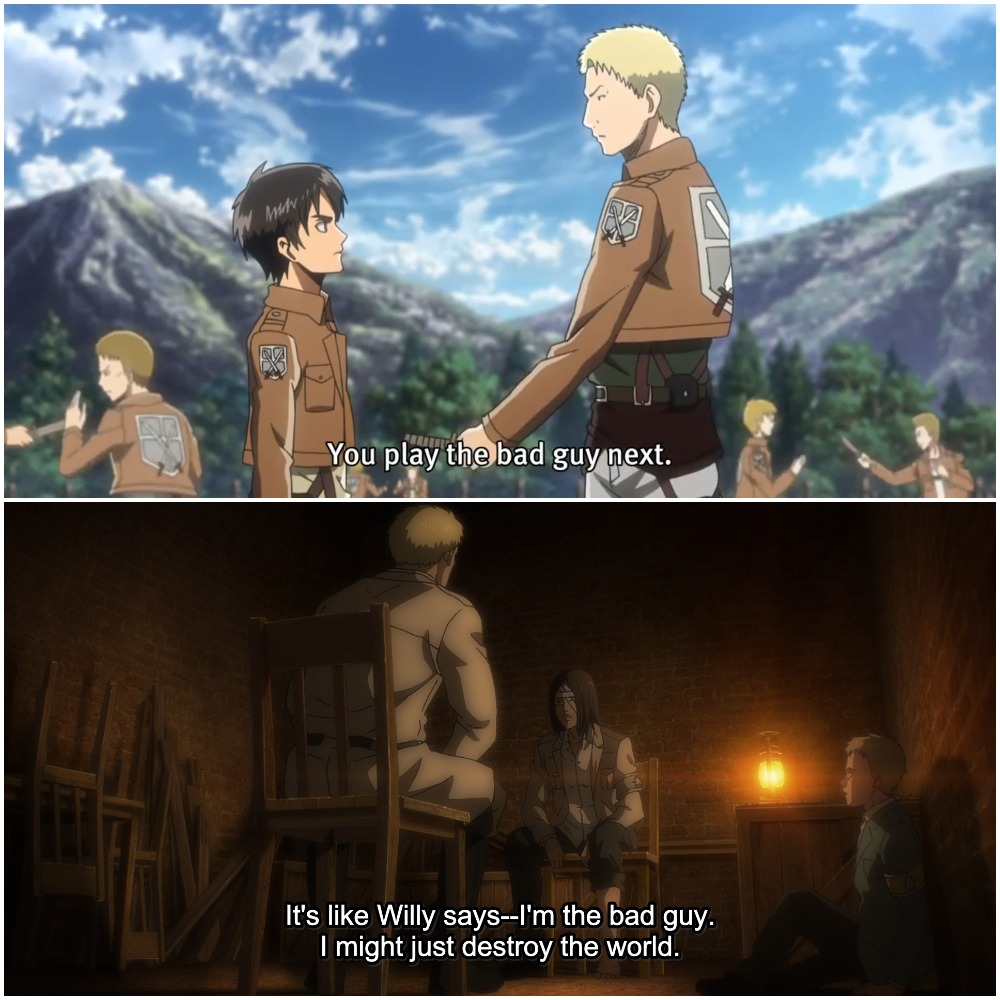 You play the bad guy next.
It's like Willy says--I'm the bad guy.
I might just destroy the world.